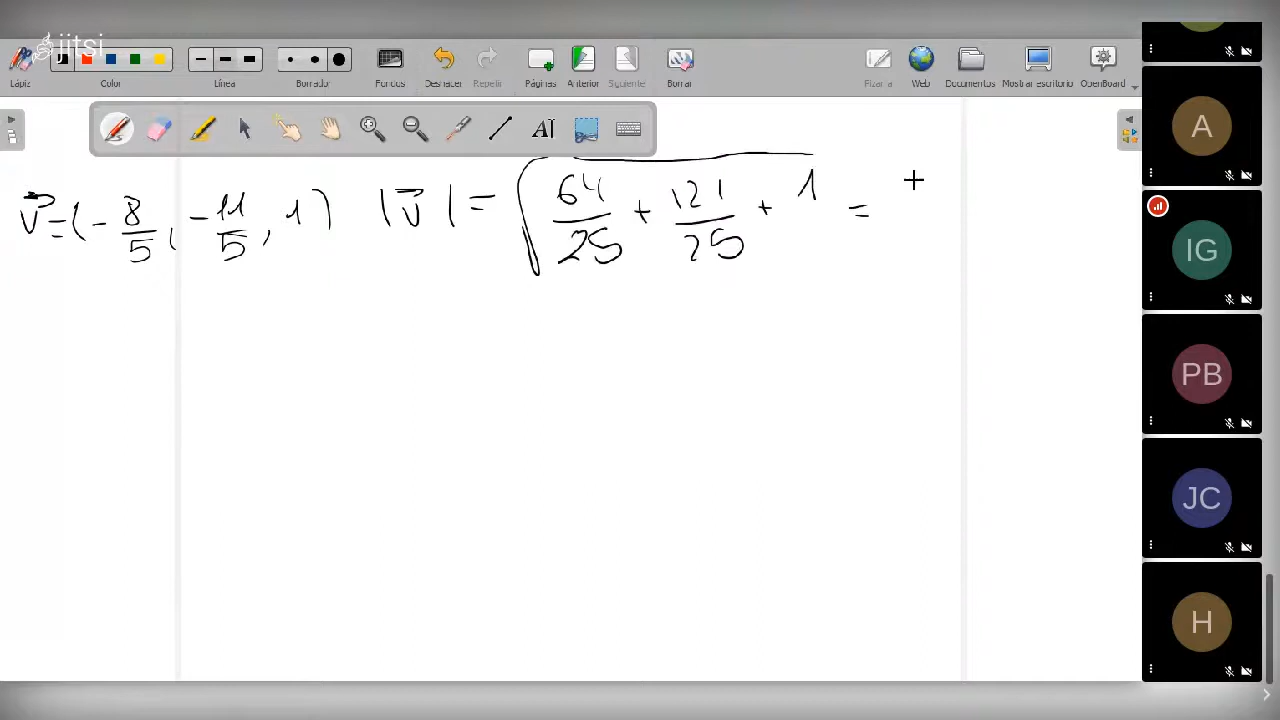 jitsi
Lápiz Color Línea Borrador Fondos Deshacer Repetir Páginas Anterior Siguiente Borrar Pizarra Web Documentos Mostrar escritorio OpenBoard
A
v=(-8/5, -11/5, 1) |v|= √64/25 + 121/25 + 1 =
IG
PB
JC
H